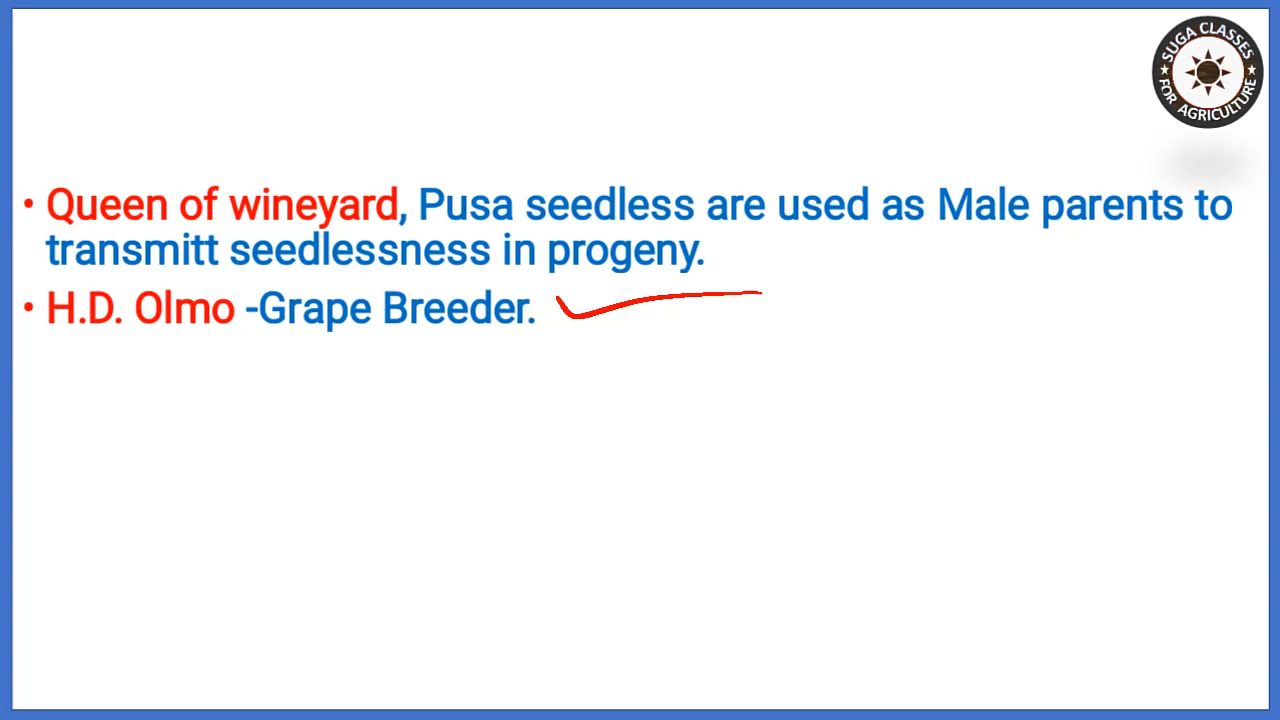 SUGA CLASSES
FOR AGRICULTURE
• Queen of wineyard, Pusa seedless are used as Male parents to
transmitt seedlessness in progeny.
• H.D. Olmo -Grape Breeder.